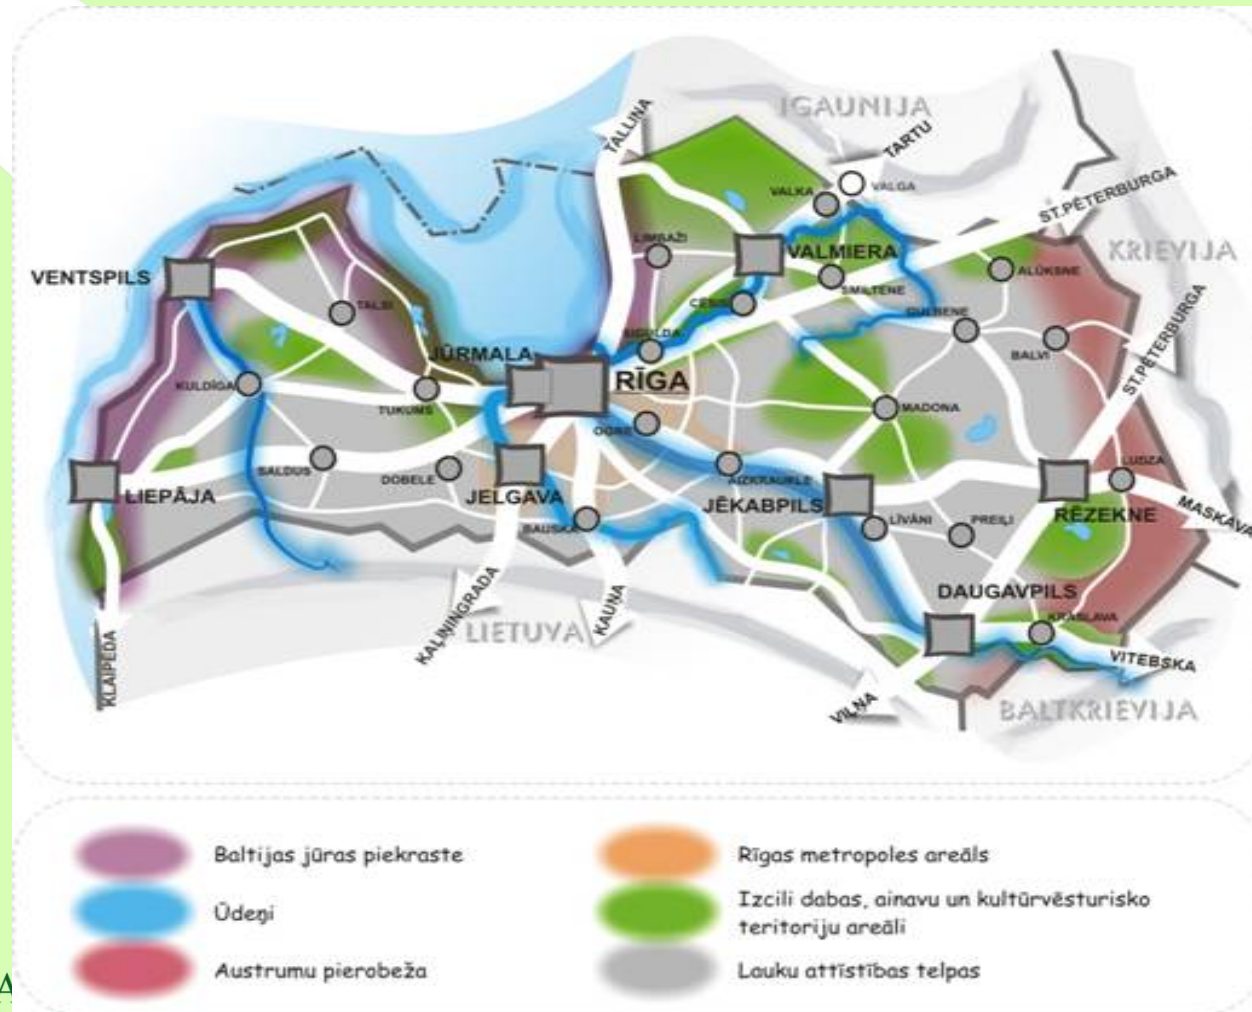 IGAUNIJA
TALLINA
TARTU
VALKA
VALGA
ST.PĒTERBURGA
KRIEVIJA
LIMBAŽI
VALMIERA
VENTSPILS
ALŪKSNE
SMILTENE
CĒSIS
TALSI
GULBENE
ST.PĒTERBURGA
SIGULDA
BALVI
JŪRMALA
RĪGA
KULDĪGA
TUKUMS
MADONA
OGRE
SALDUS
DOBELE
AIZKRAUKLE
LUDZA
LIEPĀJA
JELGAVA
JĒKABPILS
RĒZEKNE
MASKAVA
BAUSKA
LĪVĀNI
PREIĻI
DAUGAVPILS
KRĀSLAVA
KAĻIŅINGRADA
LIETUVA
KAUŅA
VITEBSKA
KLAIPĒDA
VIĻŅA
BALTKRIEVIJA
Baltijas jūras piekraste
Ūdeņi
Austrumu pierobeža
Rīgas metropoles areāls
Izcili dabas, ainavu un kultūrvēsturisko
teritoriju areāli
Lauku attīstības telpas